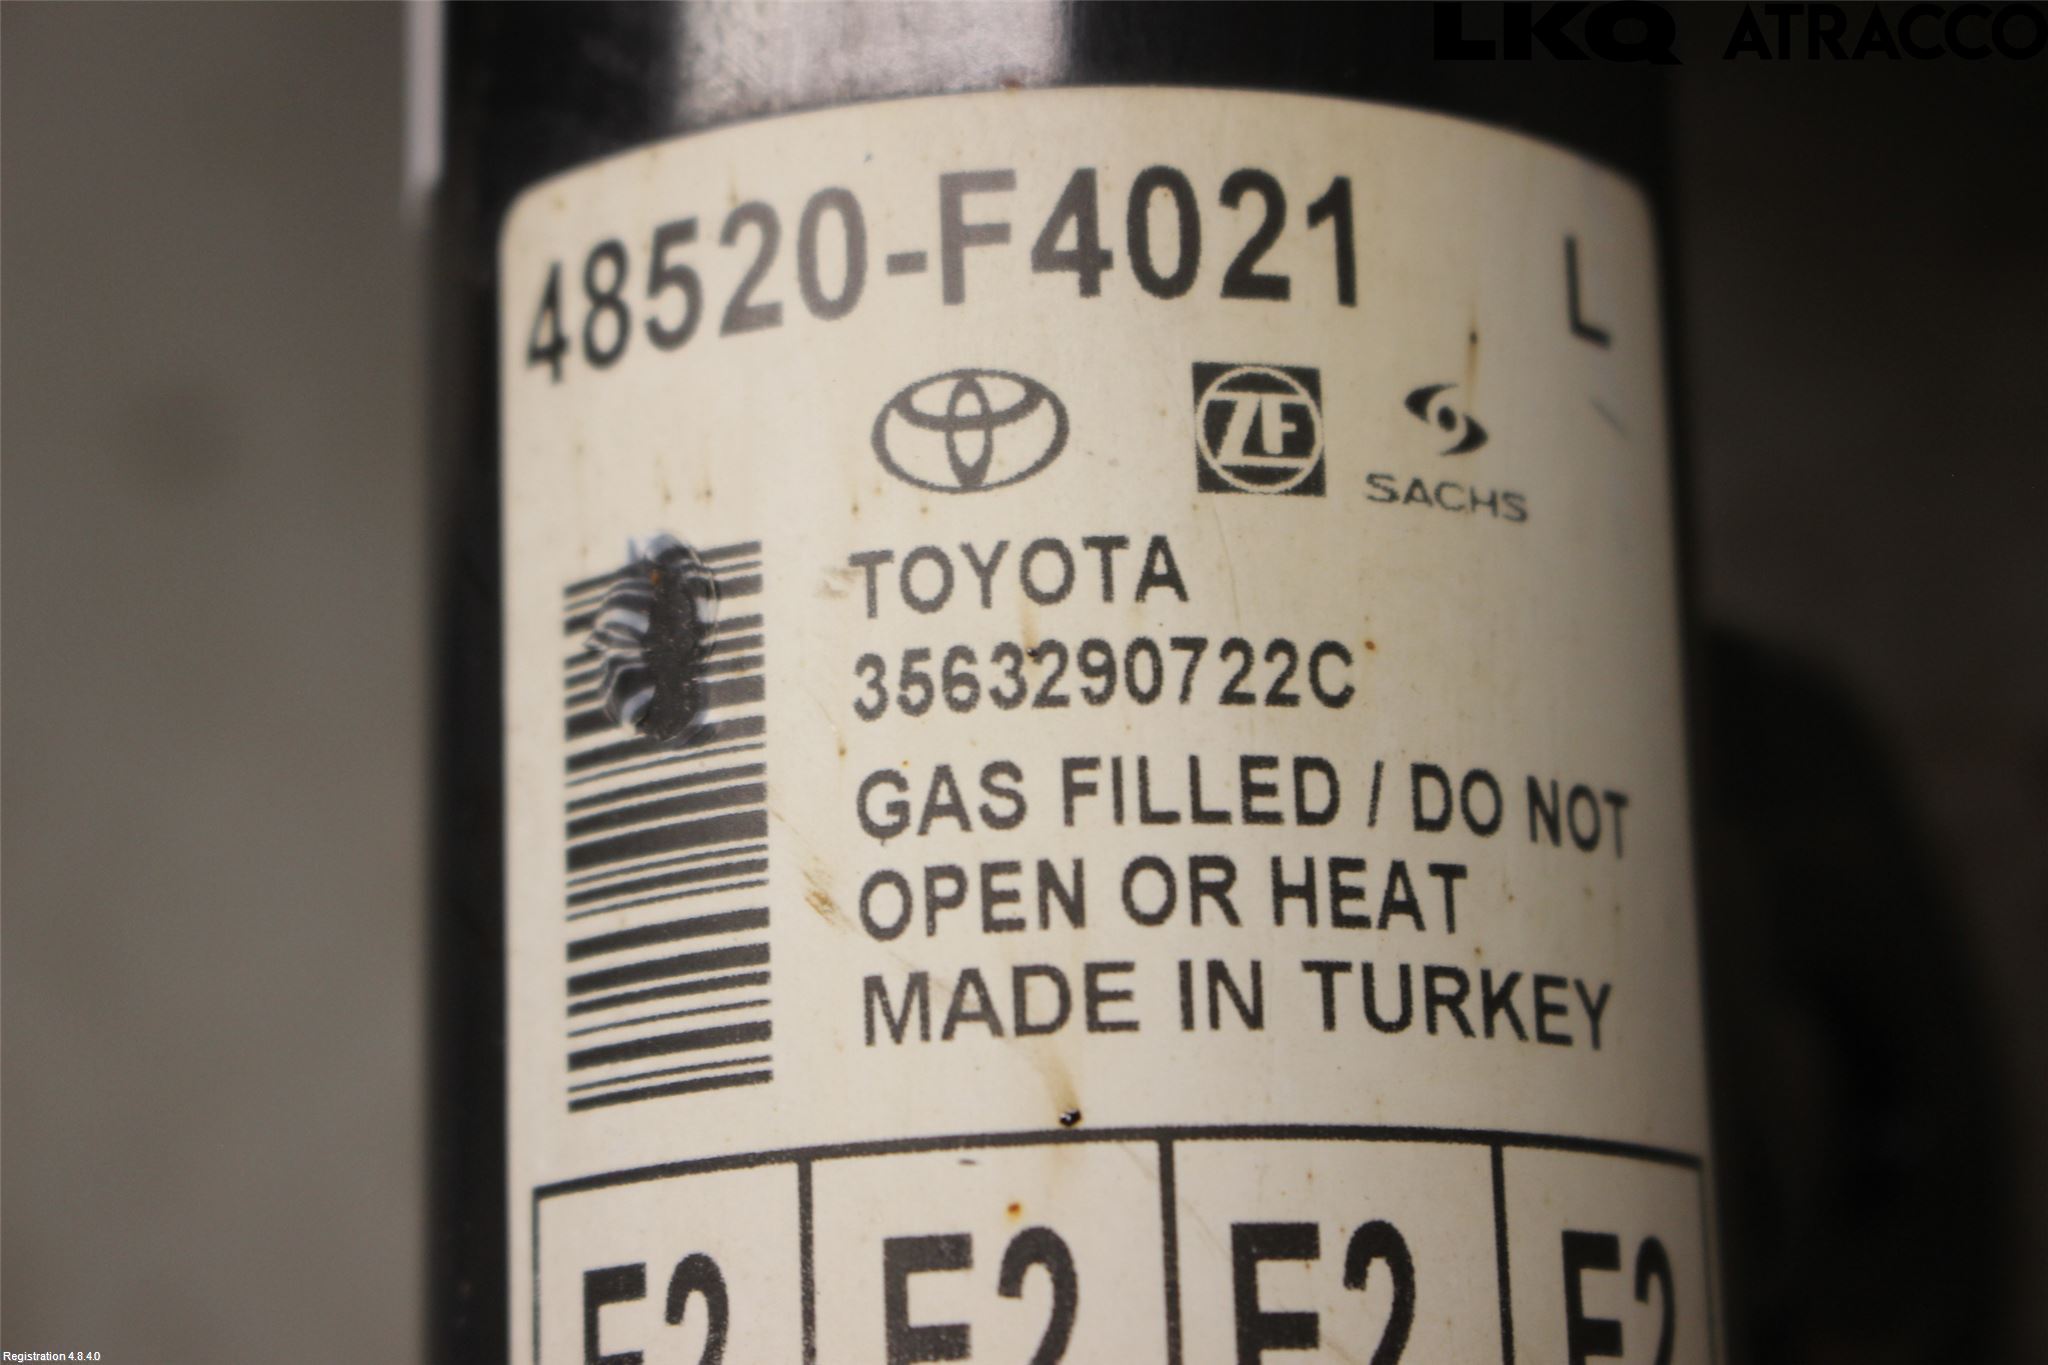 LKQ ATRACCO
48520-F4021 L
ZF
SACHS
TOYOTA
3563290722C
GAS FILLED / DO NOT
OPEN OR HEAT
MADE IN TURKEY
Registration 4.8.4.0